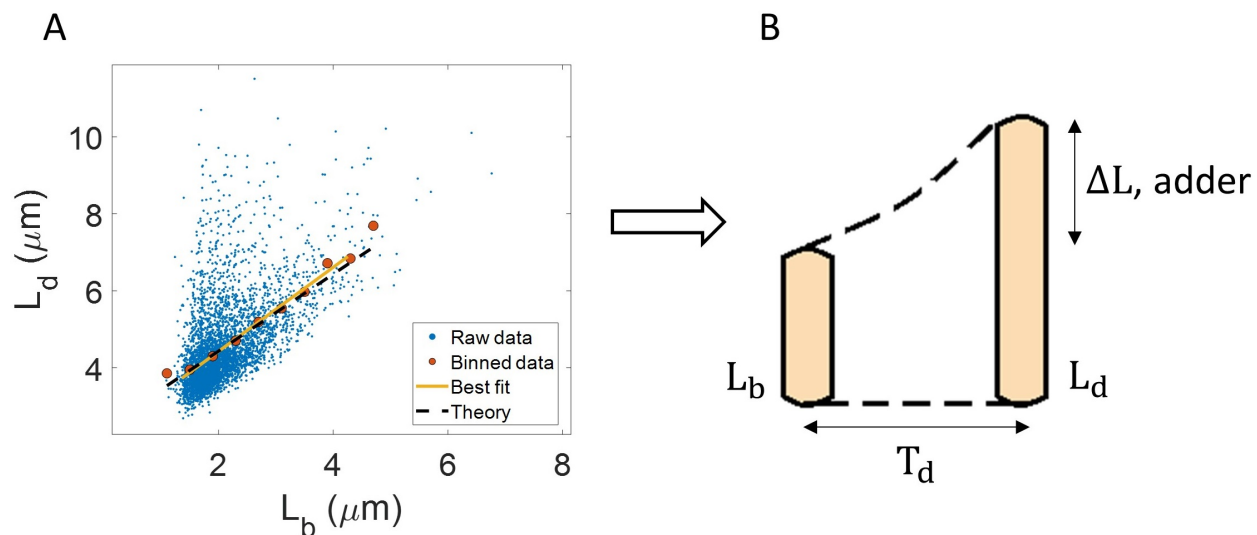 A
B
10
8
6
4
L_d (μm)
2
4
6
8
L_b (μm)
Raw data
Binned data
Best fit
Theory
ΔL, adder
L_b
L_d
T_d